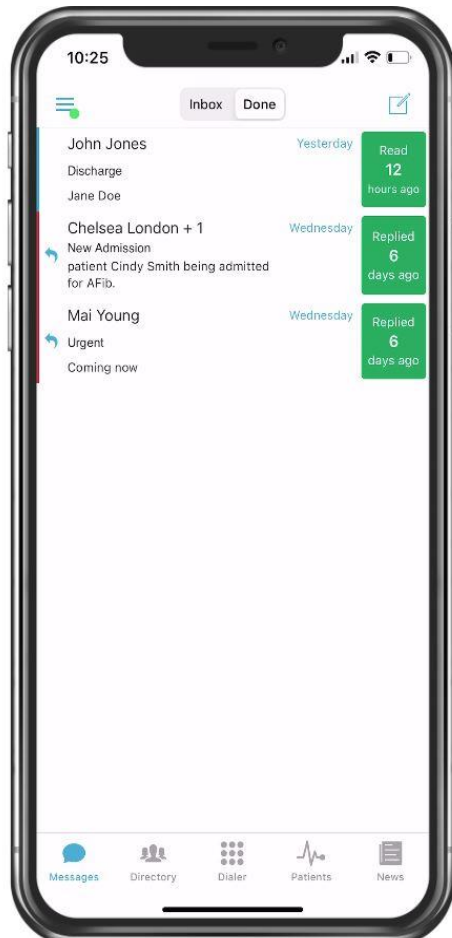 10:25
Inbox Done
John Jones Yesterday
Discharge
Jane Doe
Read
12
hours ago
Chelsea London + 1 Wednesday
New Admission
patient Cindy Smith being admitted
for AFib.
Replied
6
days ago
Mai Young Wednesday
Urgent
Coming now
Replied
6
days ago
Messages Directory Dialer Patients News